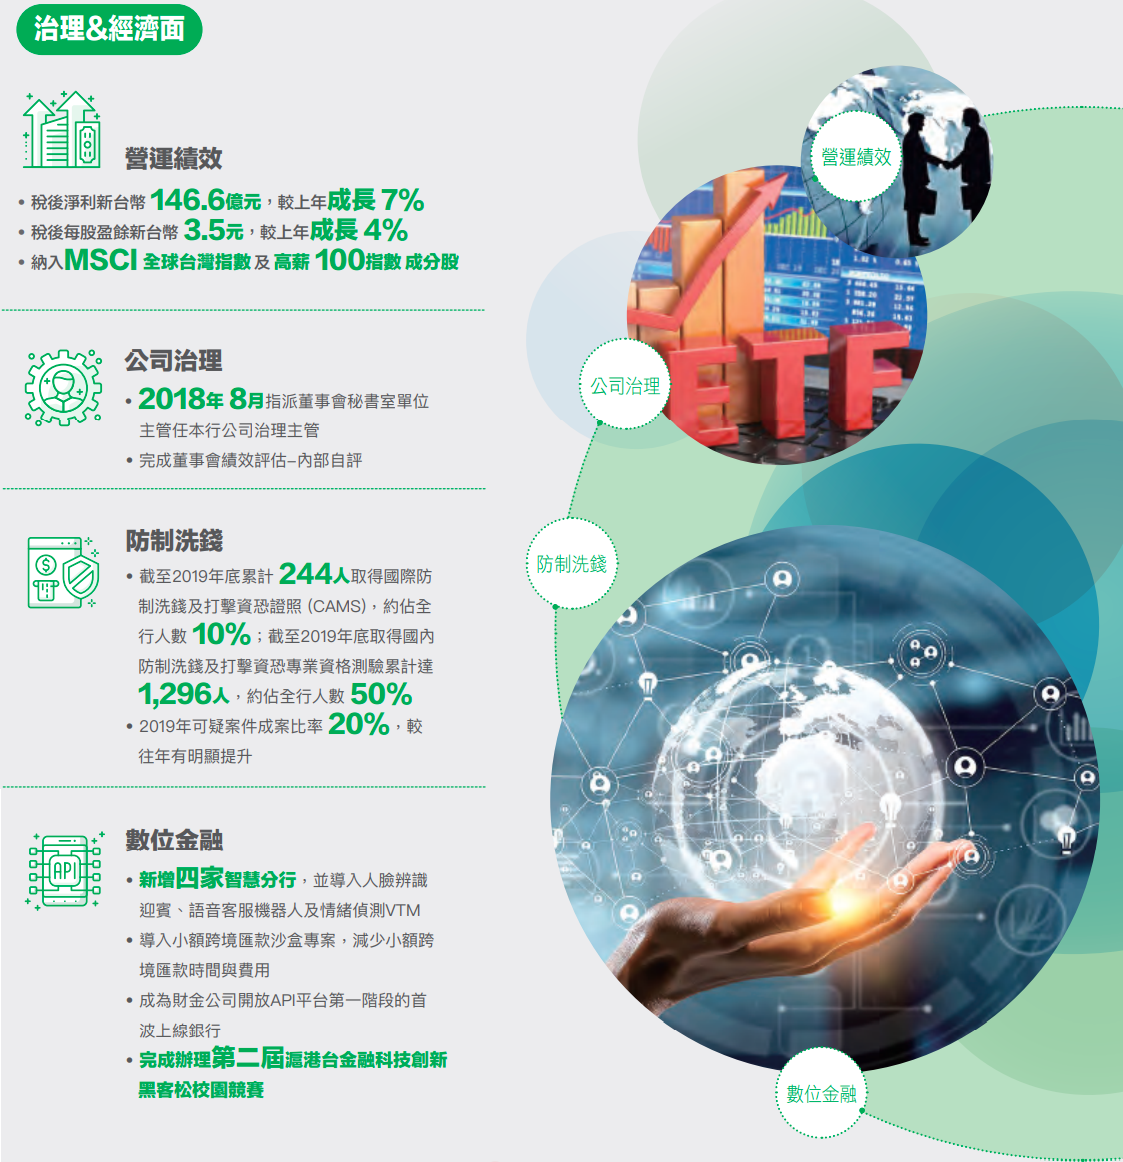 治理&經濟面
營運績效
• 稅後淨利新台幣 146.6億元，較上年成長 7%
• 稅後每股盈餘新台幣 3.5元，較上年成長 4%
• 納入MSCI 全球台灣指數 及 高薪 100指數 成分股
公司治理
• 2018年 8月指派董事會秘書室單位
主管任本行公司治理主管
• 完成董事會績效評估–內部自評
防制洗錢
• 截至2019年底累計 244人取得國際防
制洗錢及打擊資恐證照 (CAMS)，約佔全
行人數 10%；截至2019年底取得國內
防制洗錢及打擊資恐專業資格測驗累計達
1,296人，約佔全行人數 50%
• 2019年可疑案件成案比率 20%，較
往年有明顯提升
API
數位金融
• 新增四家智慧分行，並導入人臉辨識
迎賓、語音客服機器人及情緒偵測VTM
• 導入小額跨境匯款沙盒專案，減少小額跨
境匯款時間與費用
• 成為財金公司開放API平台第一階段的首
波上線銀行
• 完成辦理第二屆滬港台金融科技創新
黑客松校園競賽
營運績效
ETF
公司治理
防制洗錢
數位金融